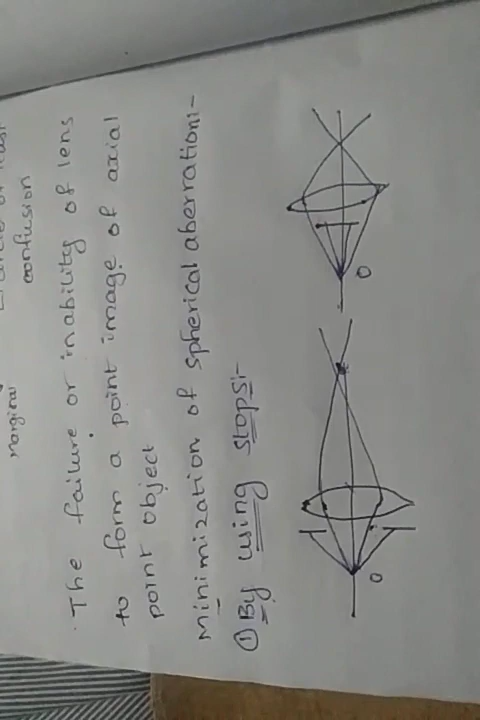 confusion
marginal
The failure or inability of lens
to form a point image of axial
point object
Minimization of spherical aberration:-
① By using stops:-
O
O